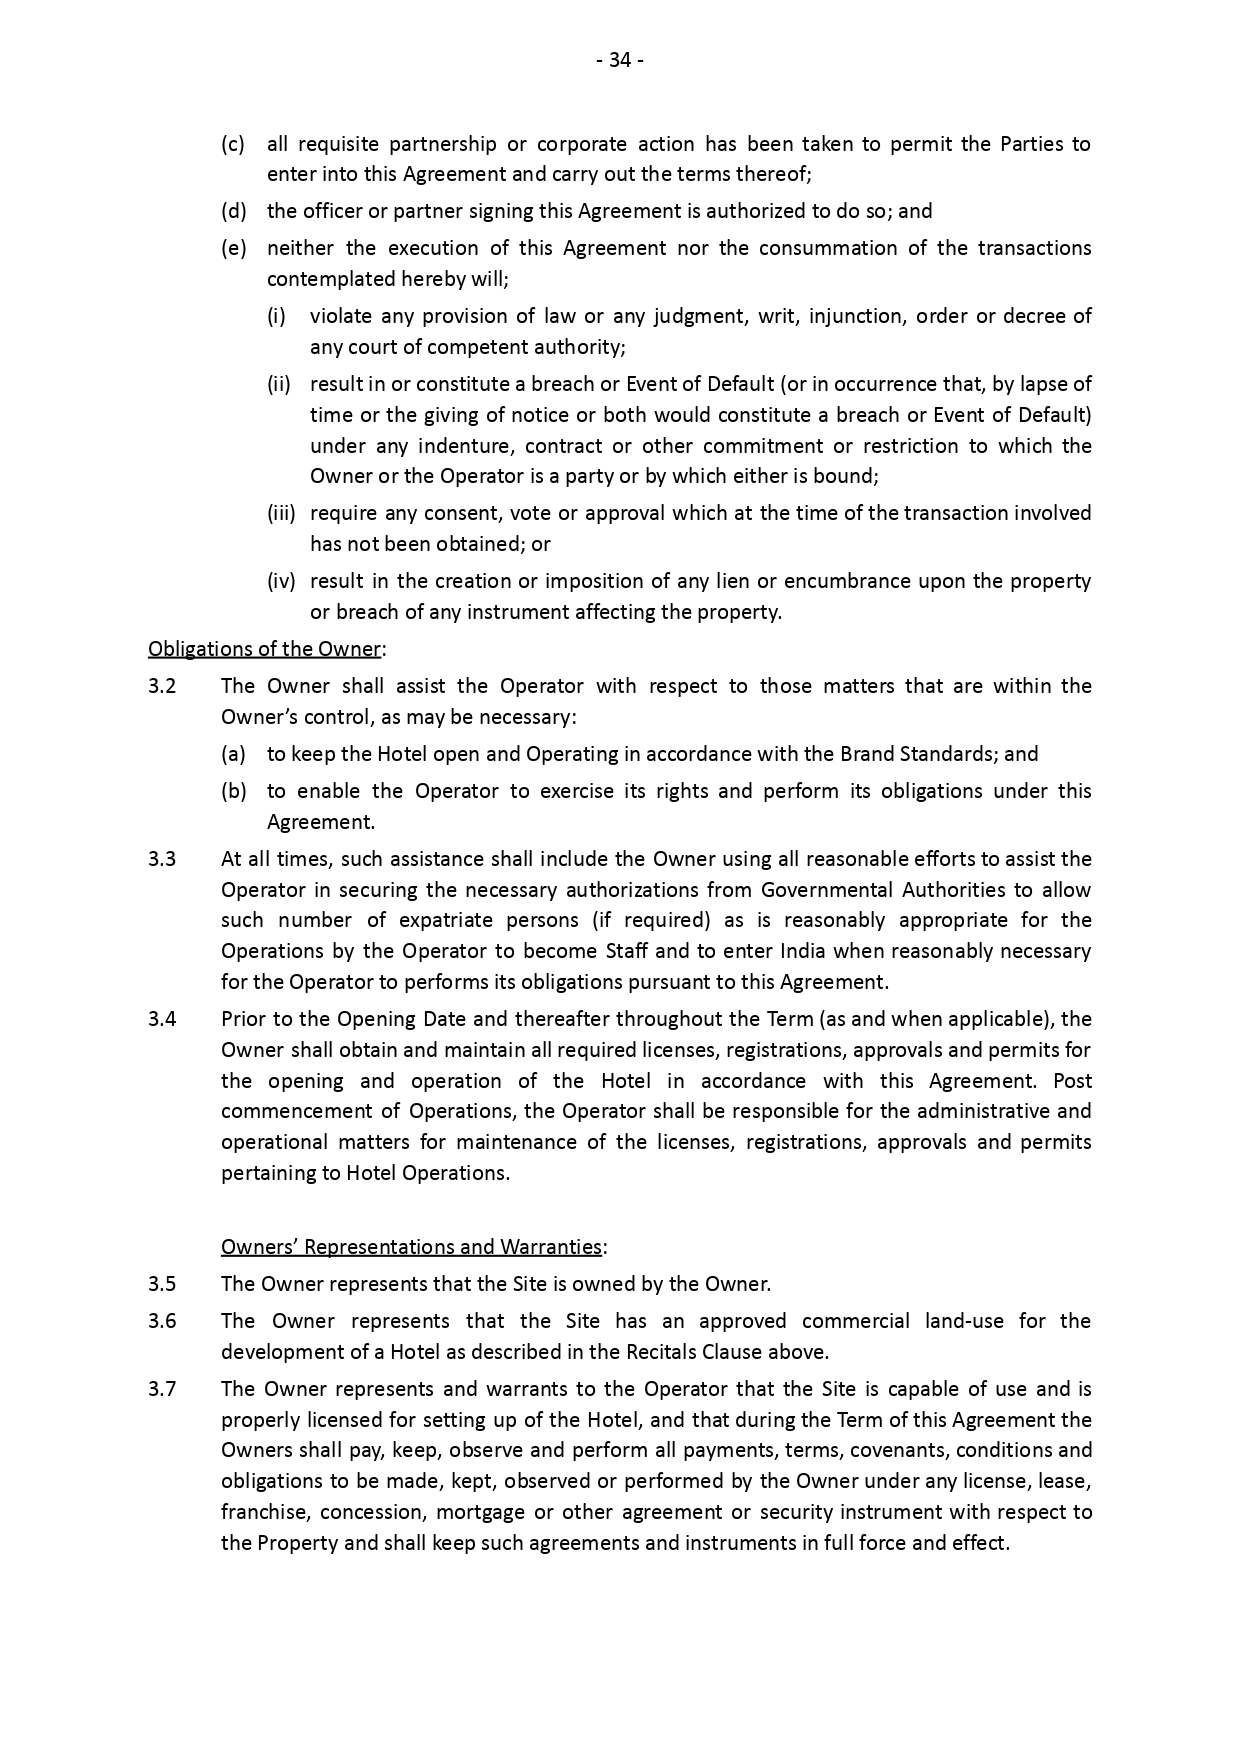 - 34 -
(c) all requisite partnership or corporate action has been taken to permit the Parties to
enter into this Agreement and carry out the terms thereof;
(d) the officer or partner signing this Agreement is authorized to do so; and
(e) neither the execution of this Agreement nor the consummation of the transactions
contemplated hereby will;
(i) violate any provision of law or any judgment, writ, injunction, order or decree of
any court of competent authority;
(ii) result in or constitute a breach or Event of Default (or in occurrence that, by lapse of
time or the giving of notice or both would constitute a breach or Event of Default)
under any indenture, contract or other commitment or restriction to which the
Owner or the Operator is a party or by which either is bound;
(iii) require any consent, vote or approval which at the time of the transaction involved
has not been obtained; or
(iv) result in the creation or imposition of any lien or encumbrance upon the property
or breach of any instrument affecting the property.
Obligations of the Owner:
3.2 The Owner shall assist the Operator with respect to those matters that are within the
Owner’s control, as may be necessary:
(a) to keep the Hotel open and Operating in accordance with the Brand Standards; and
(b) to enable the Operator to exercise its rights and perform its obligations under this
Agreement.
3.3 At all times, such assistance shall include the Owner using all reasonable efforts to assist the
Operator in securing the necessary authorizations from Governmental Authorities to allow
such number of expatriate persons (if required) as is reasonably appropriate for the
Operations by the Operator to become Staff and to enter India when reasonably necessary
for the Operator to performs its obligations pursuant to this Agreement.
3.4 Prior to the Opening Date and thereafter throughout the Term (as and when applicable), the
Owner shall obtain and maintain all required licenses, registrations, approvals and permits for
the opening and operation of the Hotel in accordance with this Agreement. Post
commencement of Operations, the Operator shall be responsible for the administrative and
operational matters for maintenance of the licenses, registrations, approvals and permits
pertaining to Hotel Operations.
Owners’ Representations and Warranties:
3.5 The Owner represents that the Site is owned by the Owner.
3.6 The Owner represents that the Site has an approved commercial land-use for the
development of a Hotel as described in the Recitals Clause above.
3.7 The Owner represents and warrants to the Operator that the Site is capable of use and is
properly licensed for setting up of the Hotel, and that during the Term of this Agreement the
Owners shall pay, keep, observe and perform all payments, terms, covenants, conditions and
obligations to be made, kept, observed or performed by the Owner under any license, lease,
franchise, concession, mortgage or other agreement or security instrument with respect to
the Property and shall keep such agreements and instruments in full force and effect.